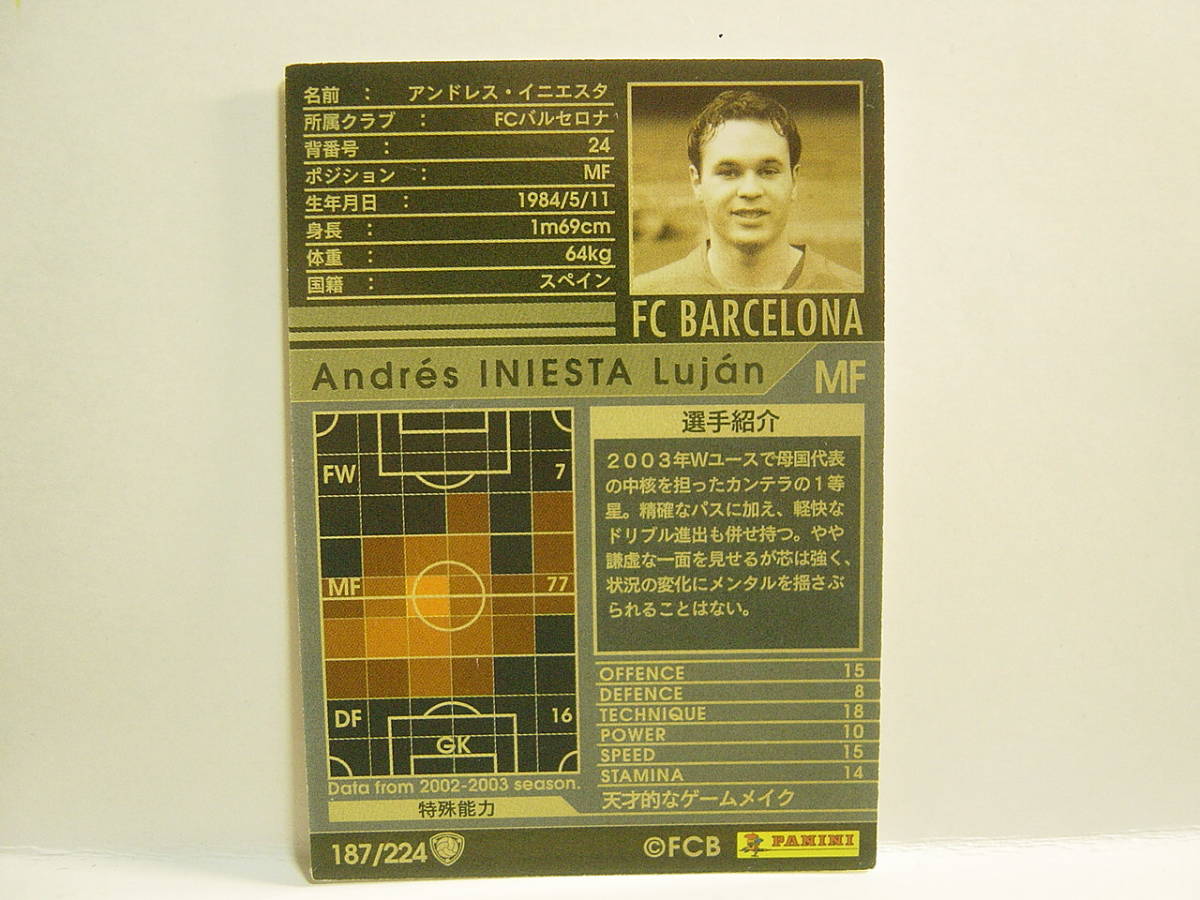 名前 : アンドレス・イニエスタ
所属クラブ : FCバルセロナ
背番号 : 24
ポジション : MF
生年月日 : 1984/5/11
身長 : 1m69cm
体重 : 64kg
国籍 : スペイン
FC BARCELONA
Andrés INIESTA Luján
MF
FW 7
MF 77
DF 16
GK
Data from 2002-2003 season.
選手紹介
2003年Wユースで母国代表
の中核を担ったカンテラの1等
星。精確なパスに加え、軽快な
ドリブル進出も併せ持つ。やや
謙虚な一面を見せるが芯は強く、
状況の変化にメンタルを揺さぶ
られることはない。
OFFENCE 15
DEFENCE 8
TECHNIQUE 18
POWER 10
SPEED 15
STAMINA 14
特殊能力
天才的なゲームメイク
187/224
©FCB
PANINI